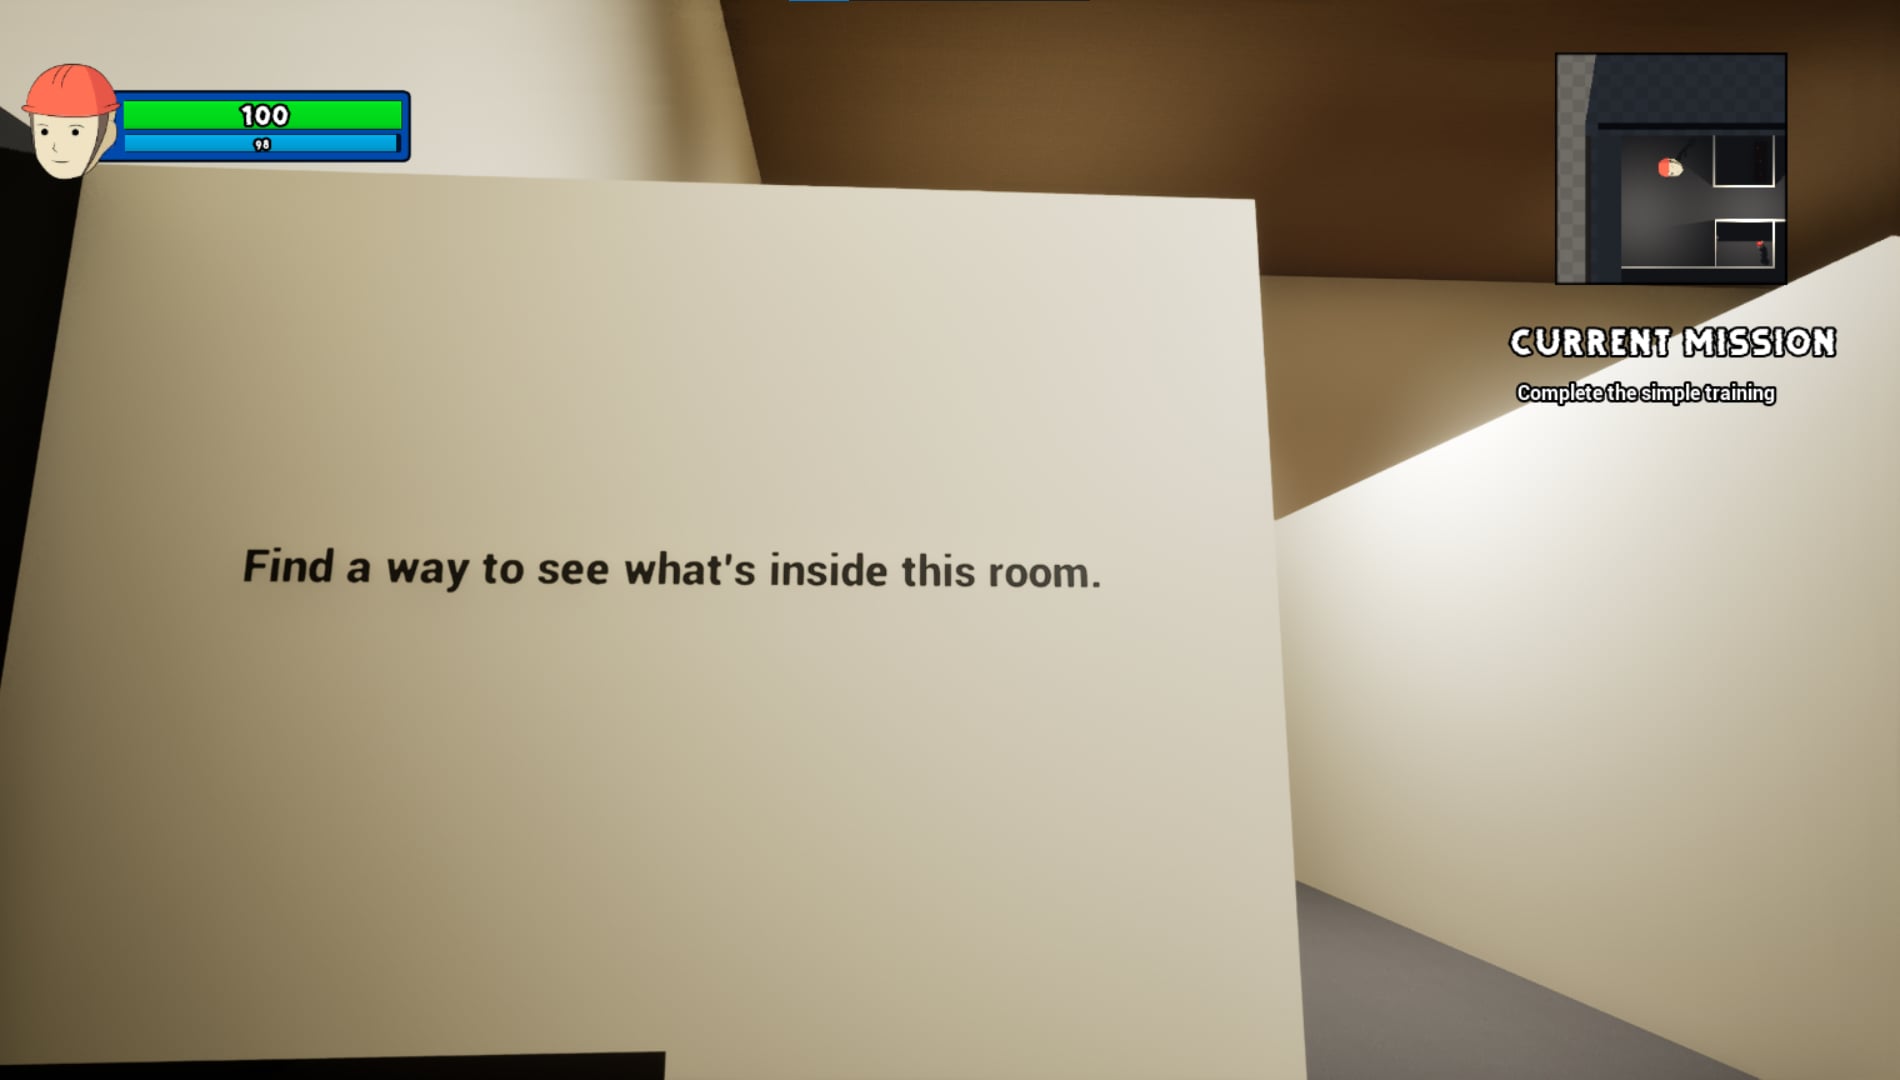 100
98
CURRENT MISSION
Complete the simple training
Find a way to see what's inside this room.